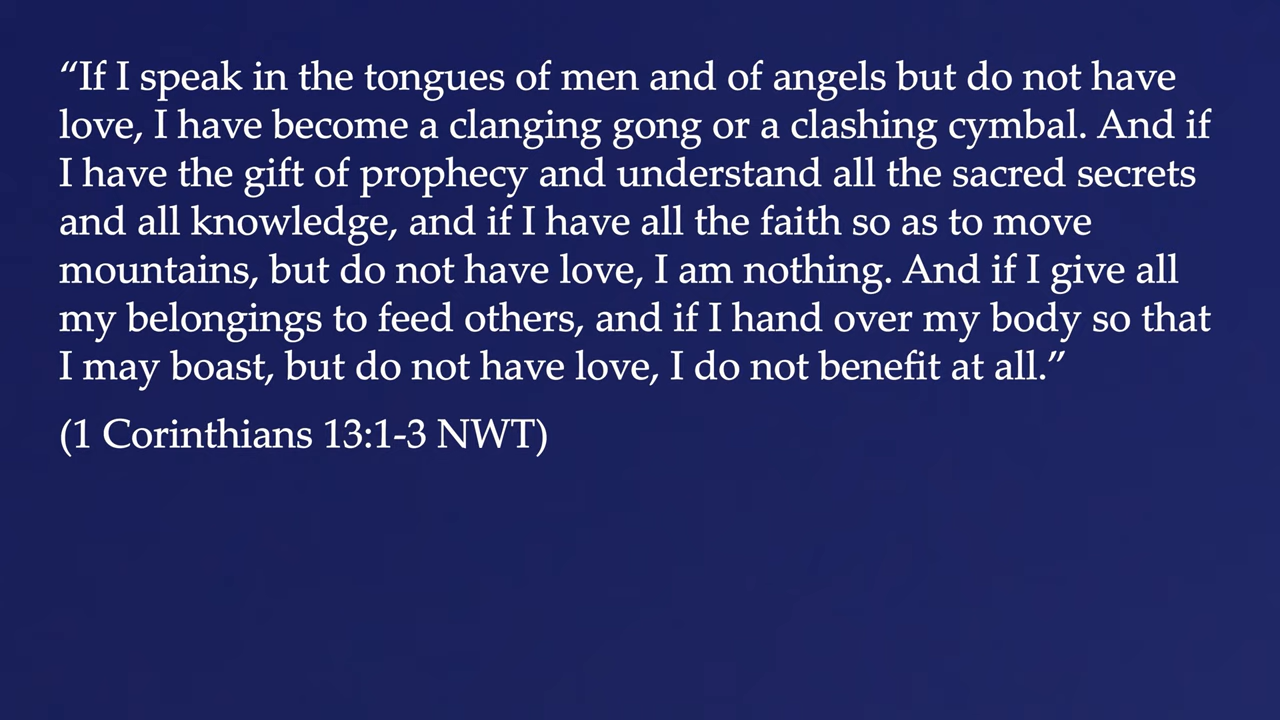 “If I speak in the tongues of men and of angels but do not have
love, I have become a clanging gong or a clashing cymbal. And if
I have the gift of prophecy and understand all the sacred secrets
and all knowledge, and if I have all the faith so as to move
mountains, but do not have love, I am nothing. And if I give all
my belongings to feed others, and if I hand over my body so that
I may boast, but do not have love, I do not benefit at all.”
(1 Corinthians 13:1-3 NWT)